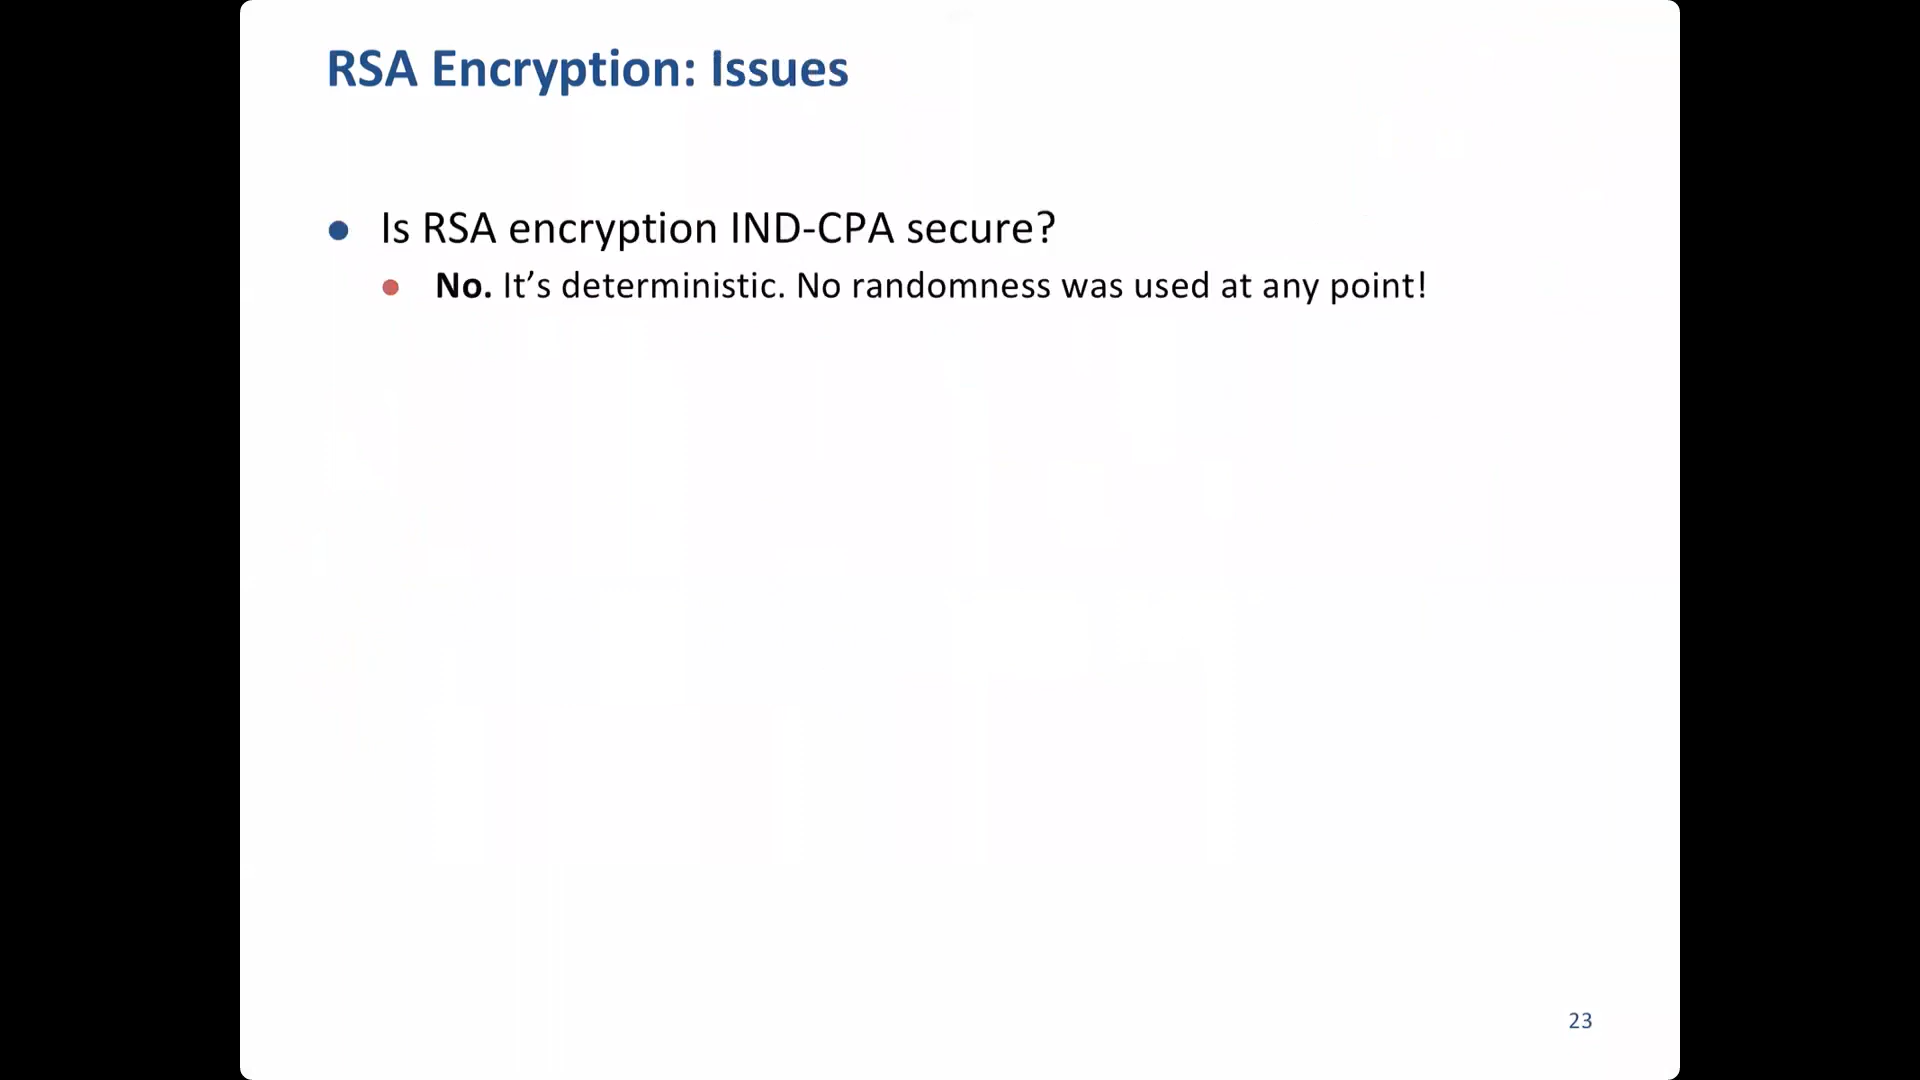 RSA Encryption: Issues
● Is RSA encryption IND-CPA secure?
● No. It’s deterministic. No randomness was used at any point!
23